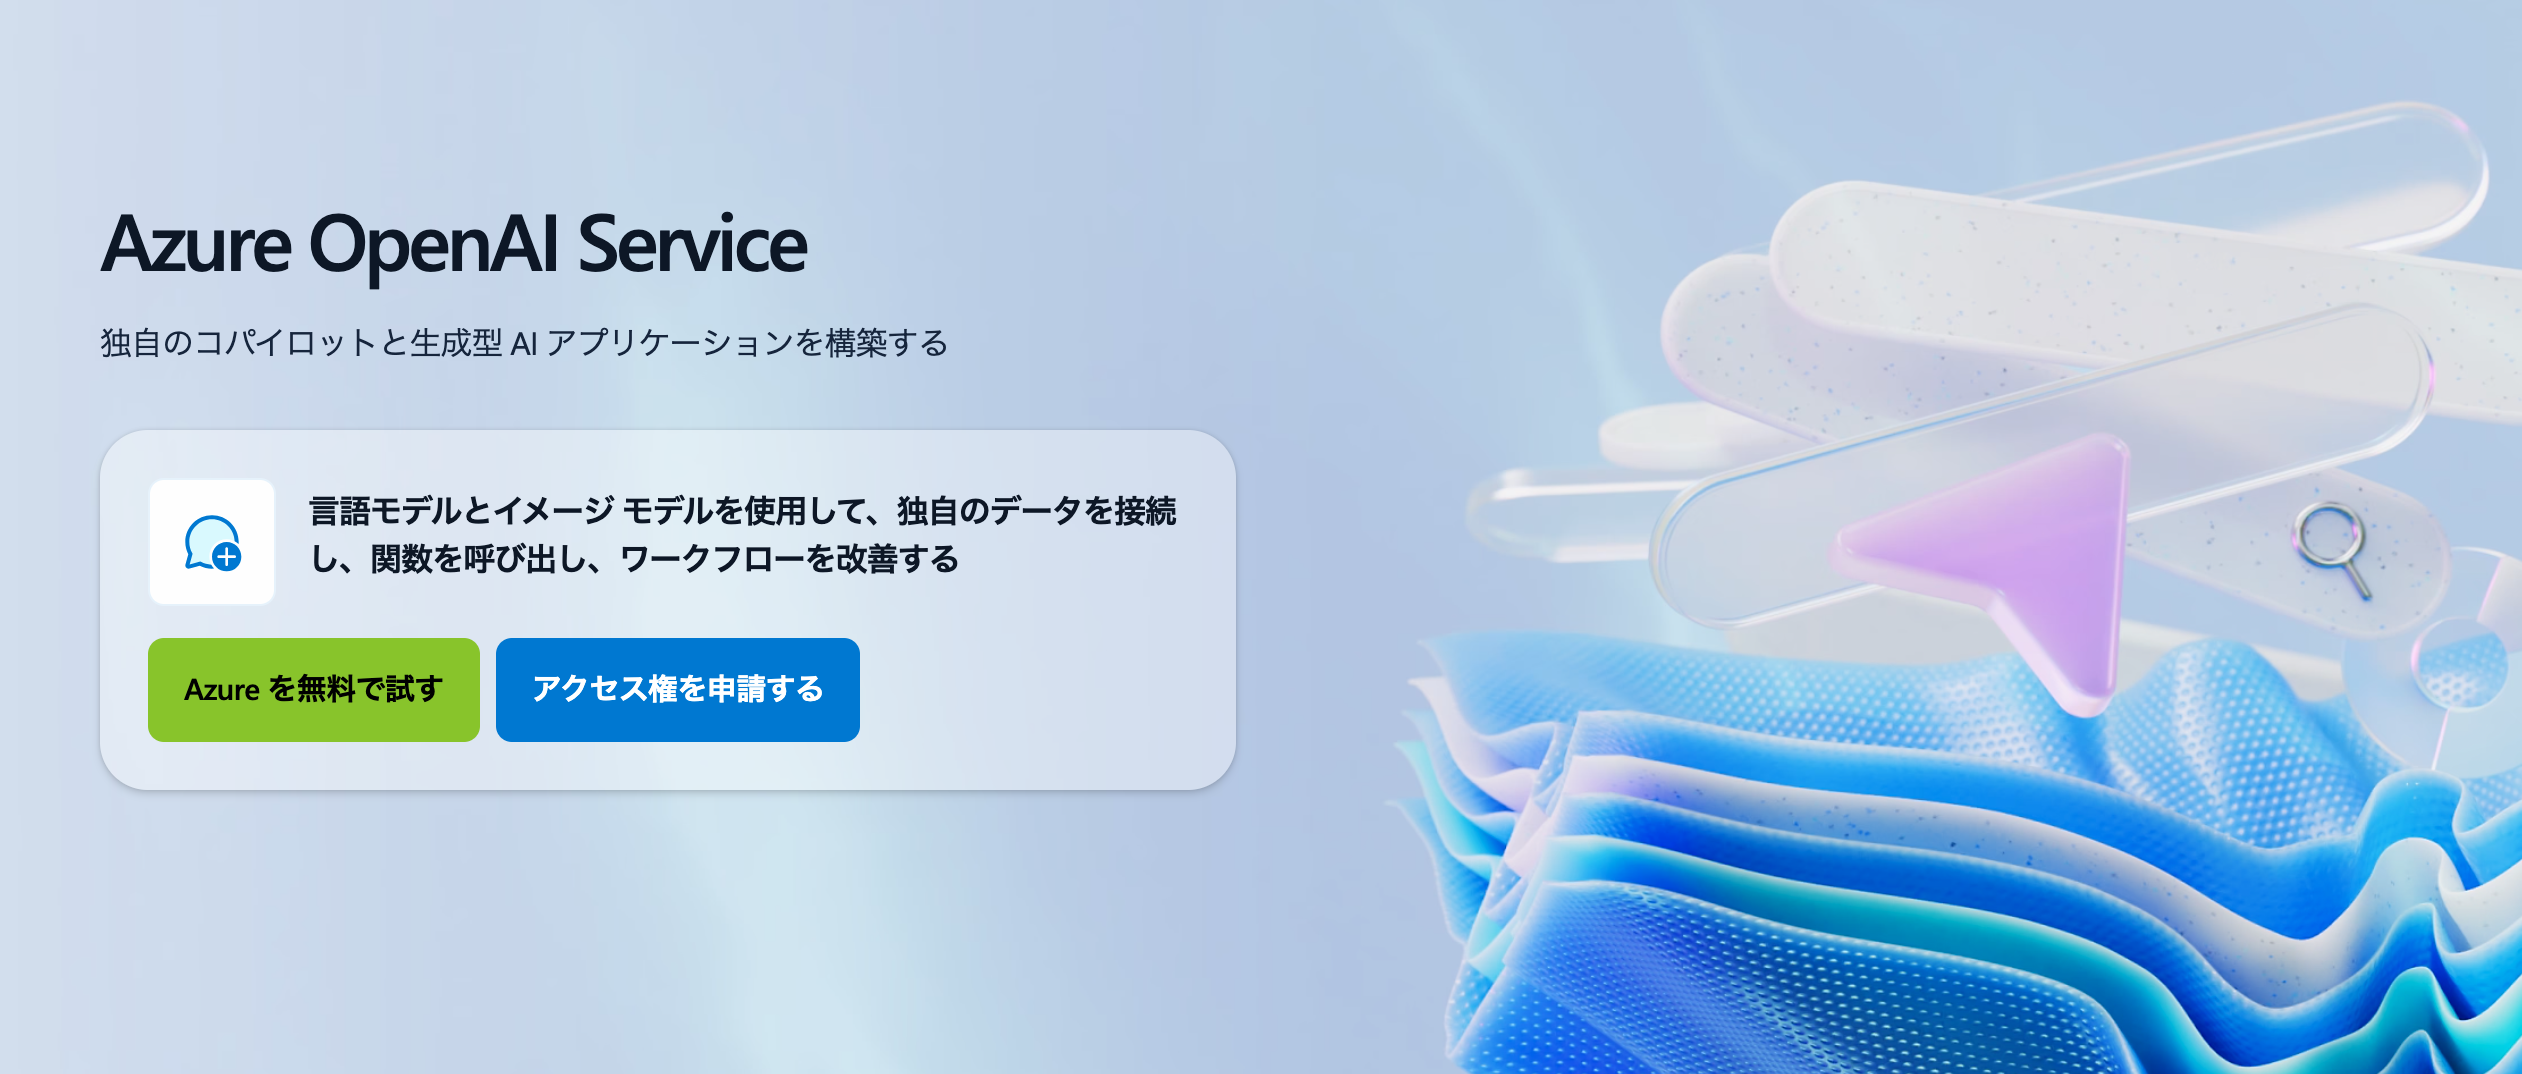 Azure OpenAI Service
独自のコパイロットと生成型 AI アプリケーションを構築する
言語モデルとイメージ モデルを使用して、独自のデータを接続
し、関数を呼び出し、ワークフローを改善する
Azure を無料で試す
アクセス権を申請する